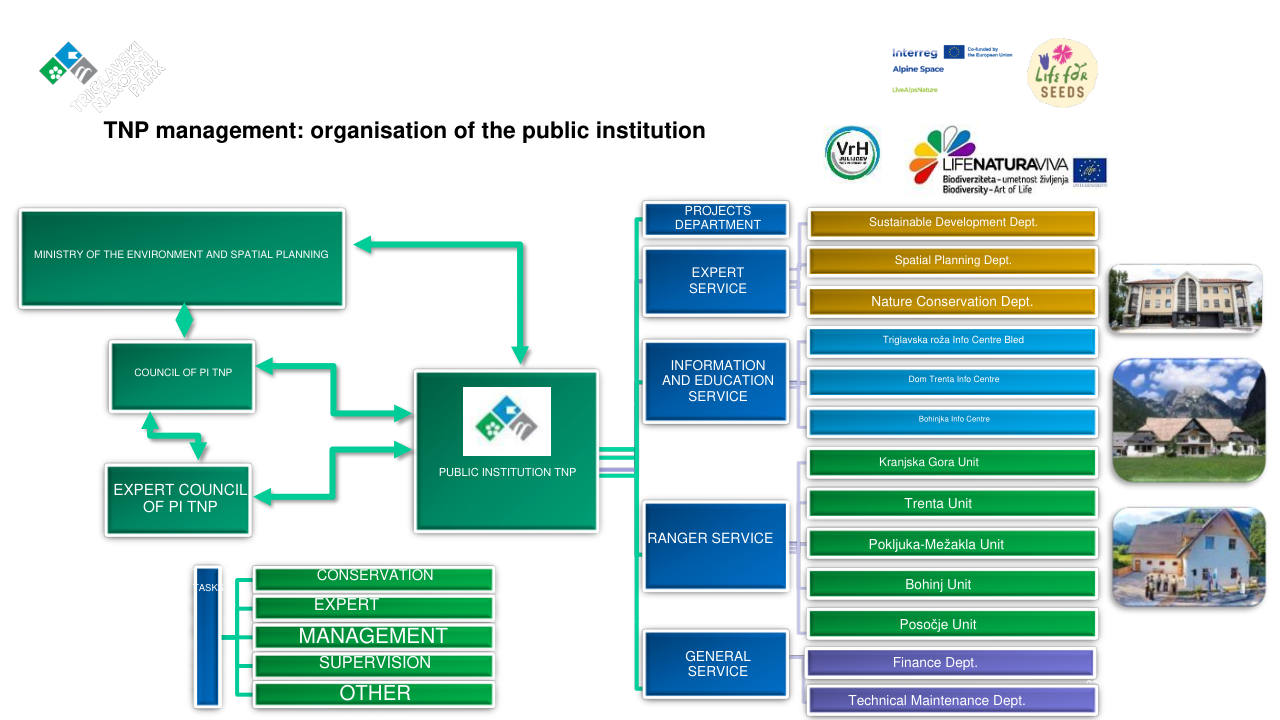 TRIGLAVSKI
NARODNI
PARK
Interreg
Co-funded by
the European Union
Alpine Space
LiveAlpsNature
Life for
SEEDS
TNP management: organisation of the public institution
VrH
JULIJCEV
LIFENATURAVIVA
Biodiverziteta – umetnost življenja
Biodiversity – Art of Life
MINISTRY OF THE ENVIRONMENT AND SPATIAL PLANNING
COUNCIL OF PI TNP
EXPERT COUNCIL
OF PI TNP
PUBLIC INSTITUTION TNP
PROJECTS
DEPARTMENT
EXPERT
SERVICE
INFORMATION
AND EDUCATION
SERVICE
RANGER SERVICE
GENERAL
SERVICE
Sustainable Development Dept.
Spatial Planning Dept.
Nature Conservation Dept.
Triglavska roža Info Centre Bled
Dom Trenta Info Centre
Bohinjka Info Centre
Kranjska Gora Unit
Trenta Unit
Pokljuka-Mežakla Unit
Bohinj Unit
Posočje Unit
Finance Dept.
Technical Maintenance Dept.
TASKS
CONSERVATION
EXPERT
MANAGEMENT
SUPERVISION
OTHER